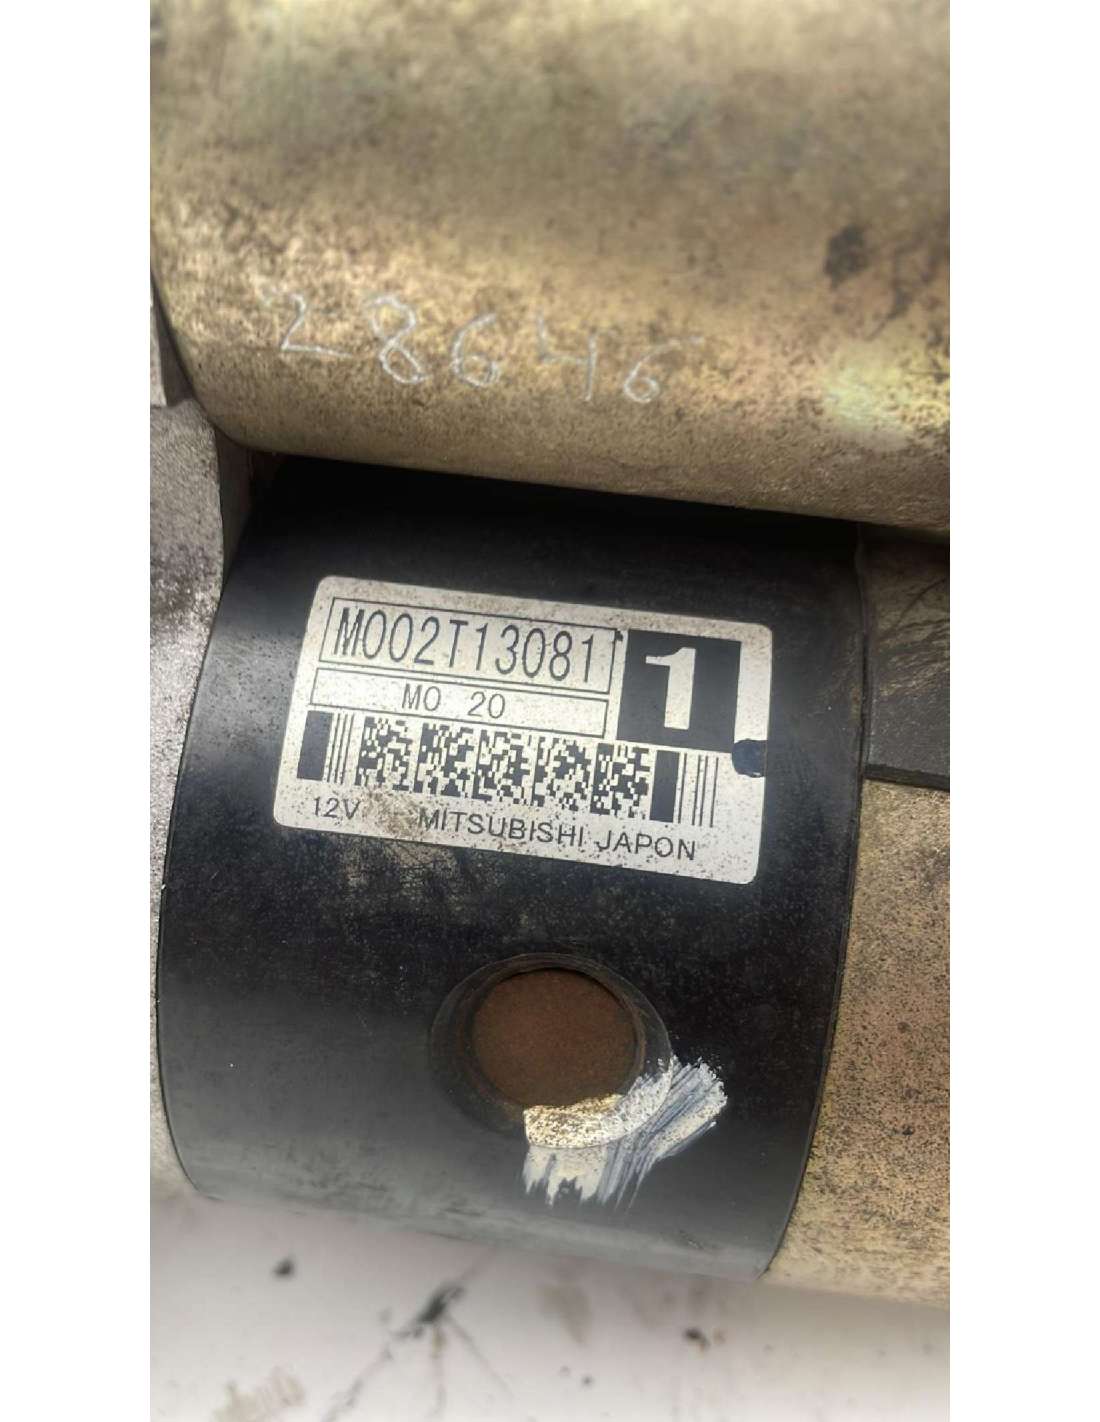 28646
M002T13081
1
MO 20
12V MITSUBISHI JAPON